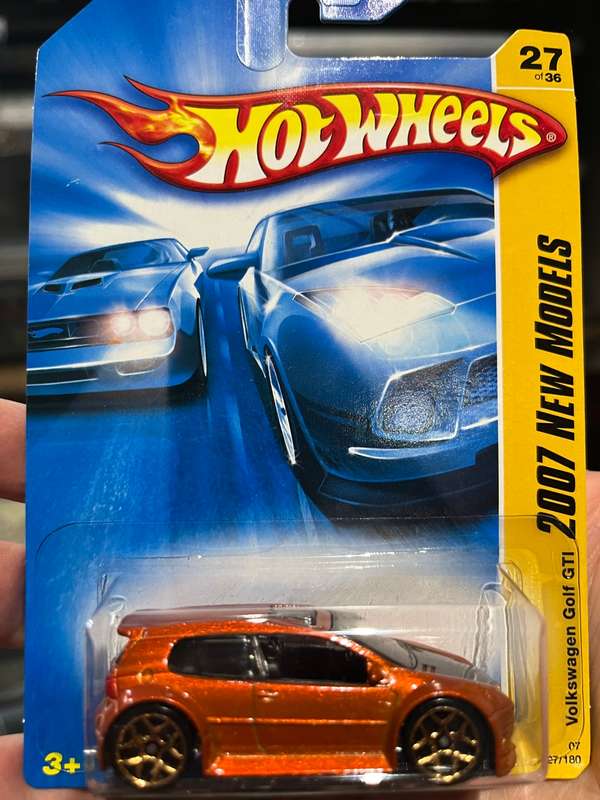 27
of 36
HOT WHEELS®
2007 NEW MODELS
Volkswagen Golf GTI
07
27/180
3+